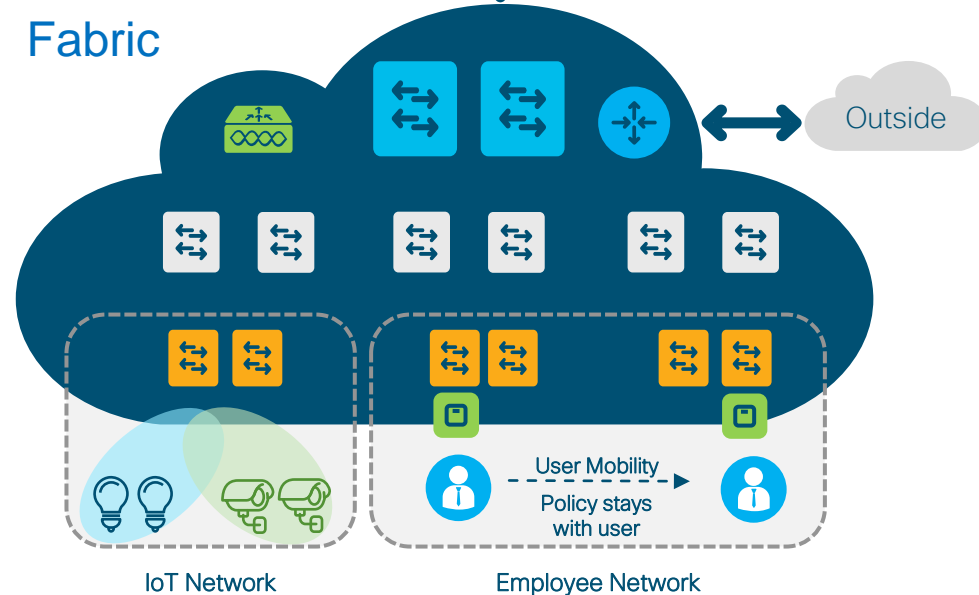 Fabric
Outside
User Mobility
Policy stays
with user
IoT Network
Employee Network